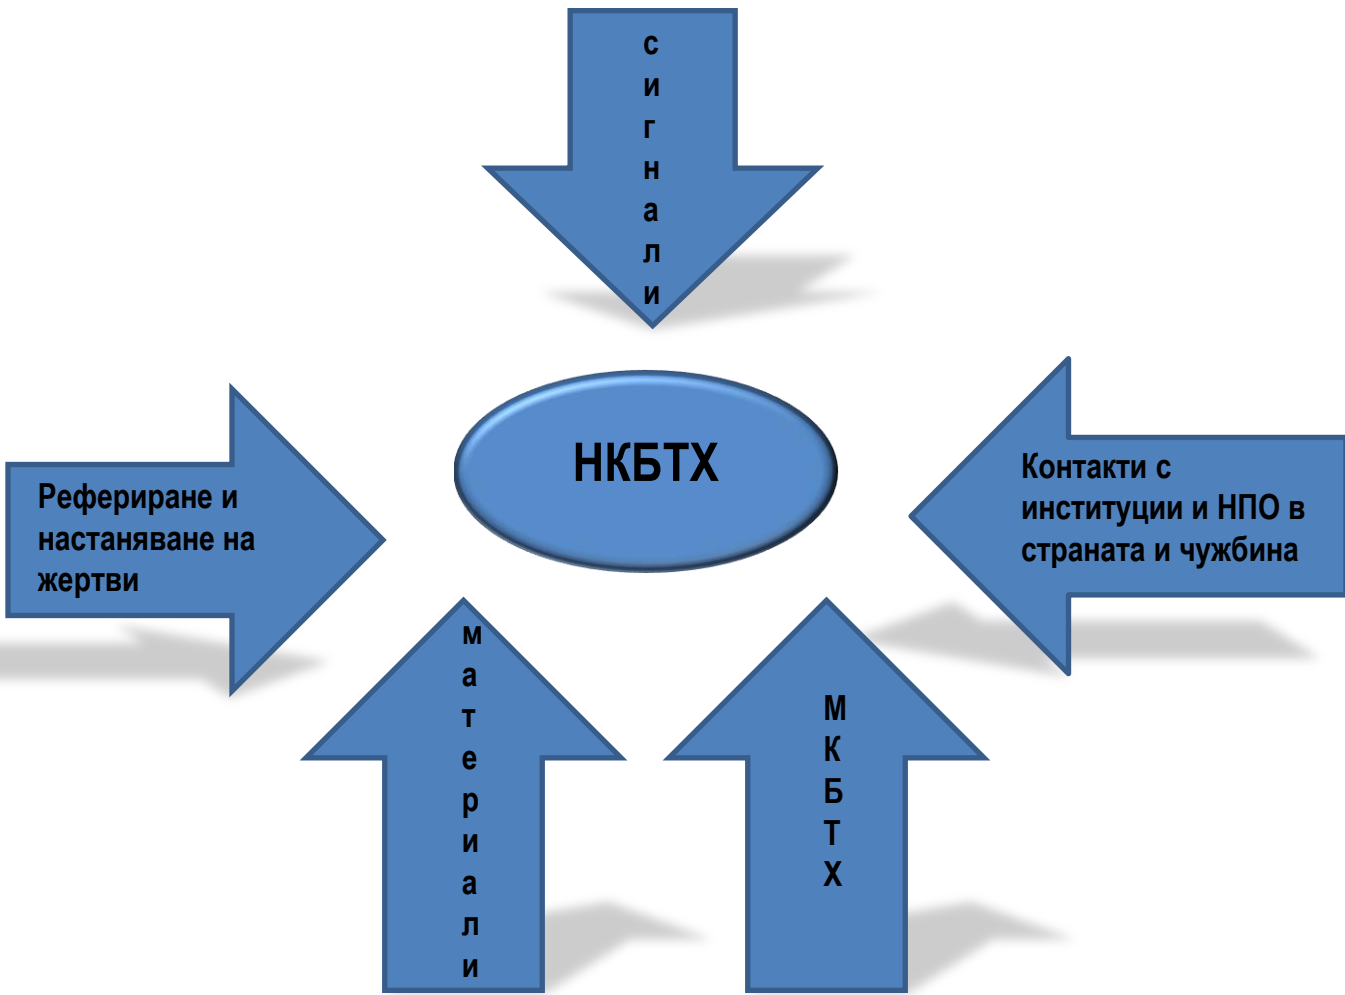 сигнали
НКБТХ
Рефериране и
настаняване на
жертви
Контакти с
институции и НПО в
страната и чужбина
материали
МКБТХ